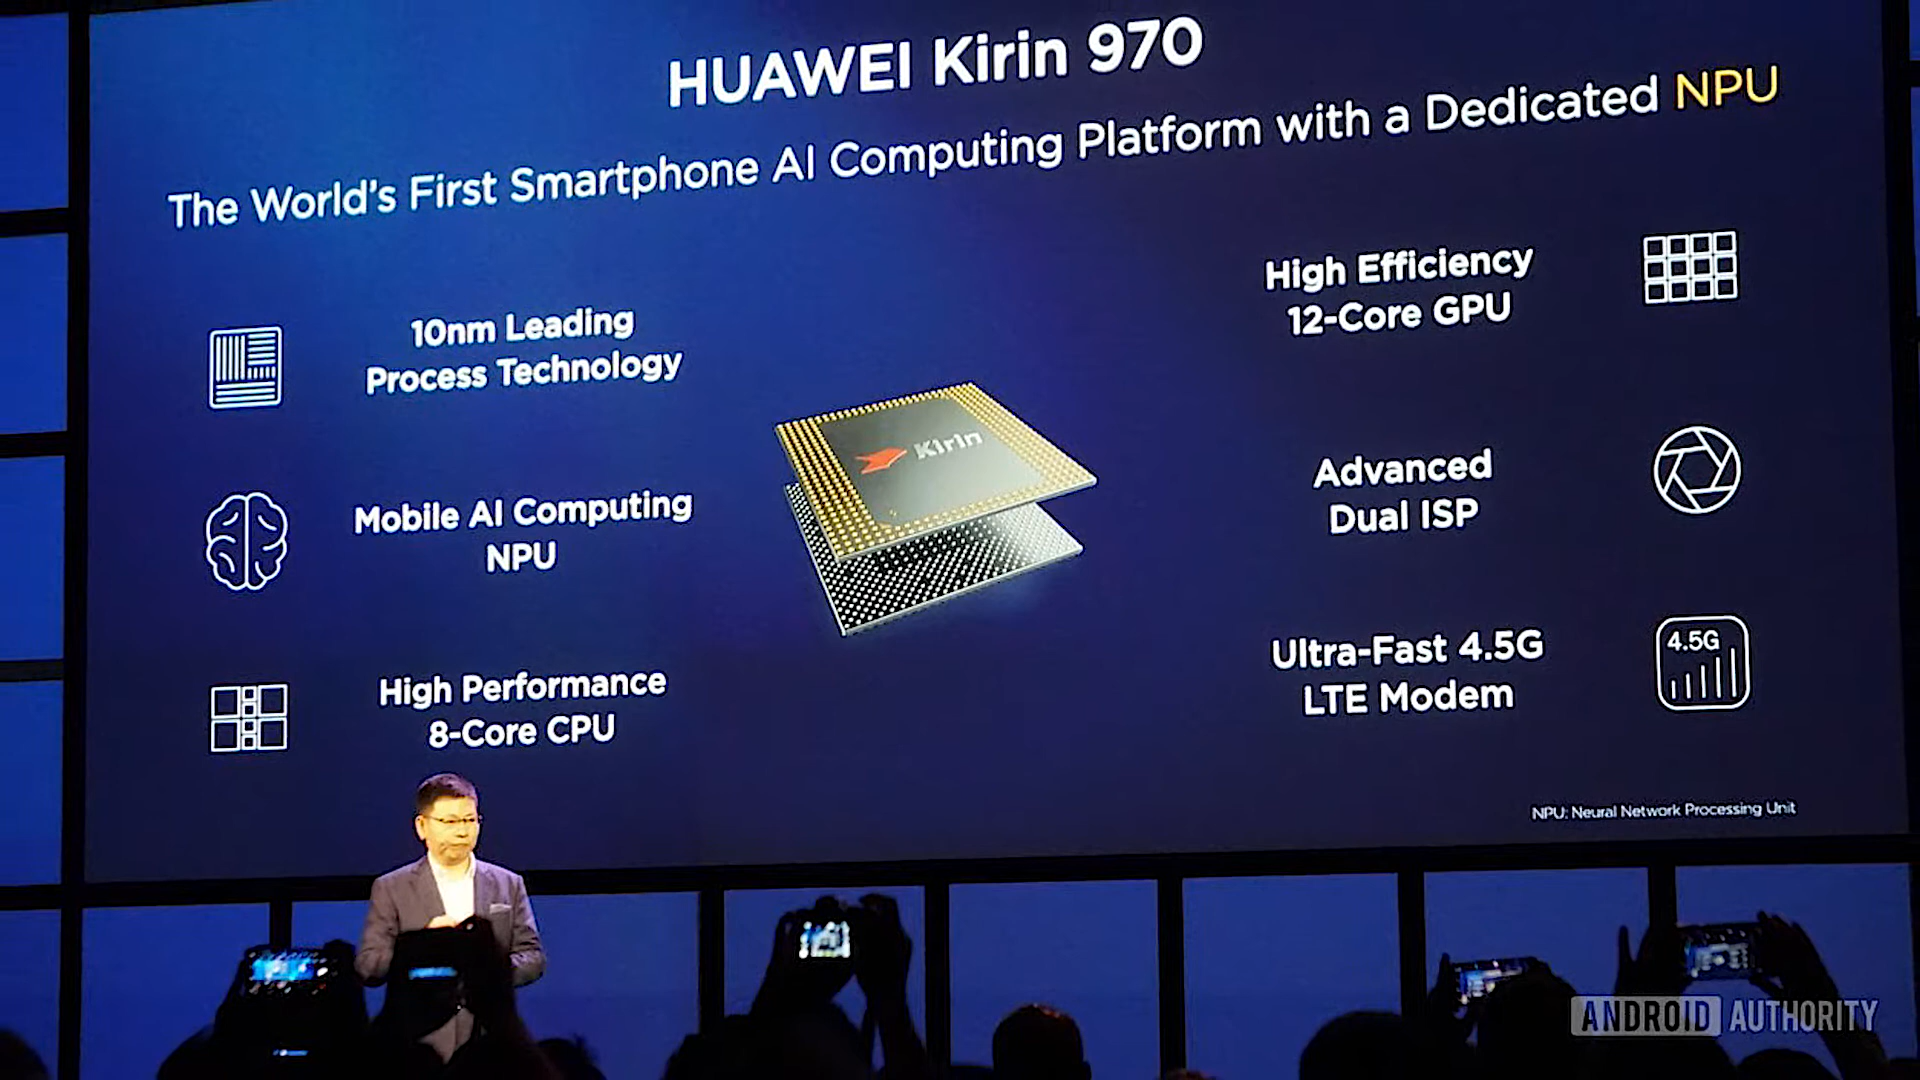 HUAWEI Kirin 970
The World's First Smartphone AI Computing Platform with a Dedicated NPU
10nm Leading
Process Technology
Mobile AI Computing
NPU
High Performance
8-Core CPU
Kirin
High Efficiency
12-Core GPU
Advanced
Dual ISP
Ultra-Fast 4.5G
LTE Modem
4.5G
NPU: Neural Network Processing Unit
ANDROID AUTHORITY